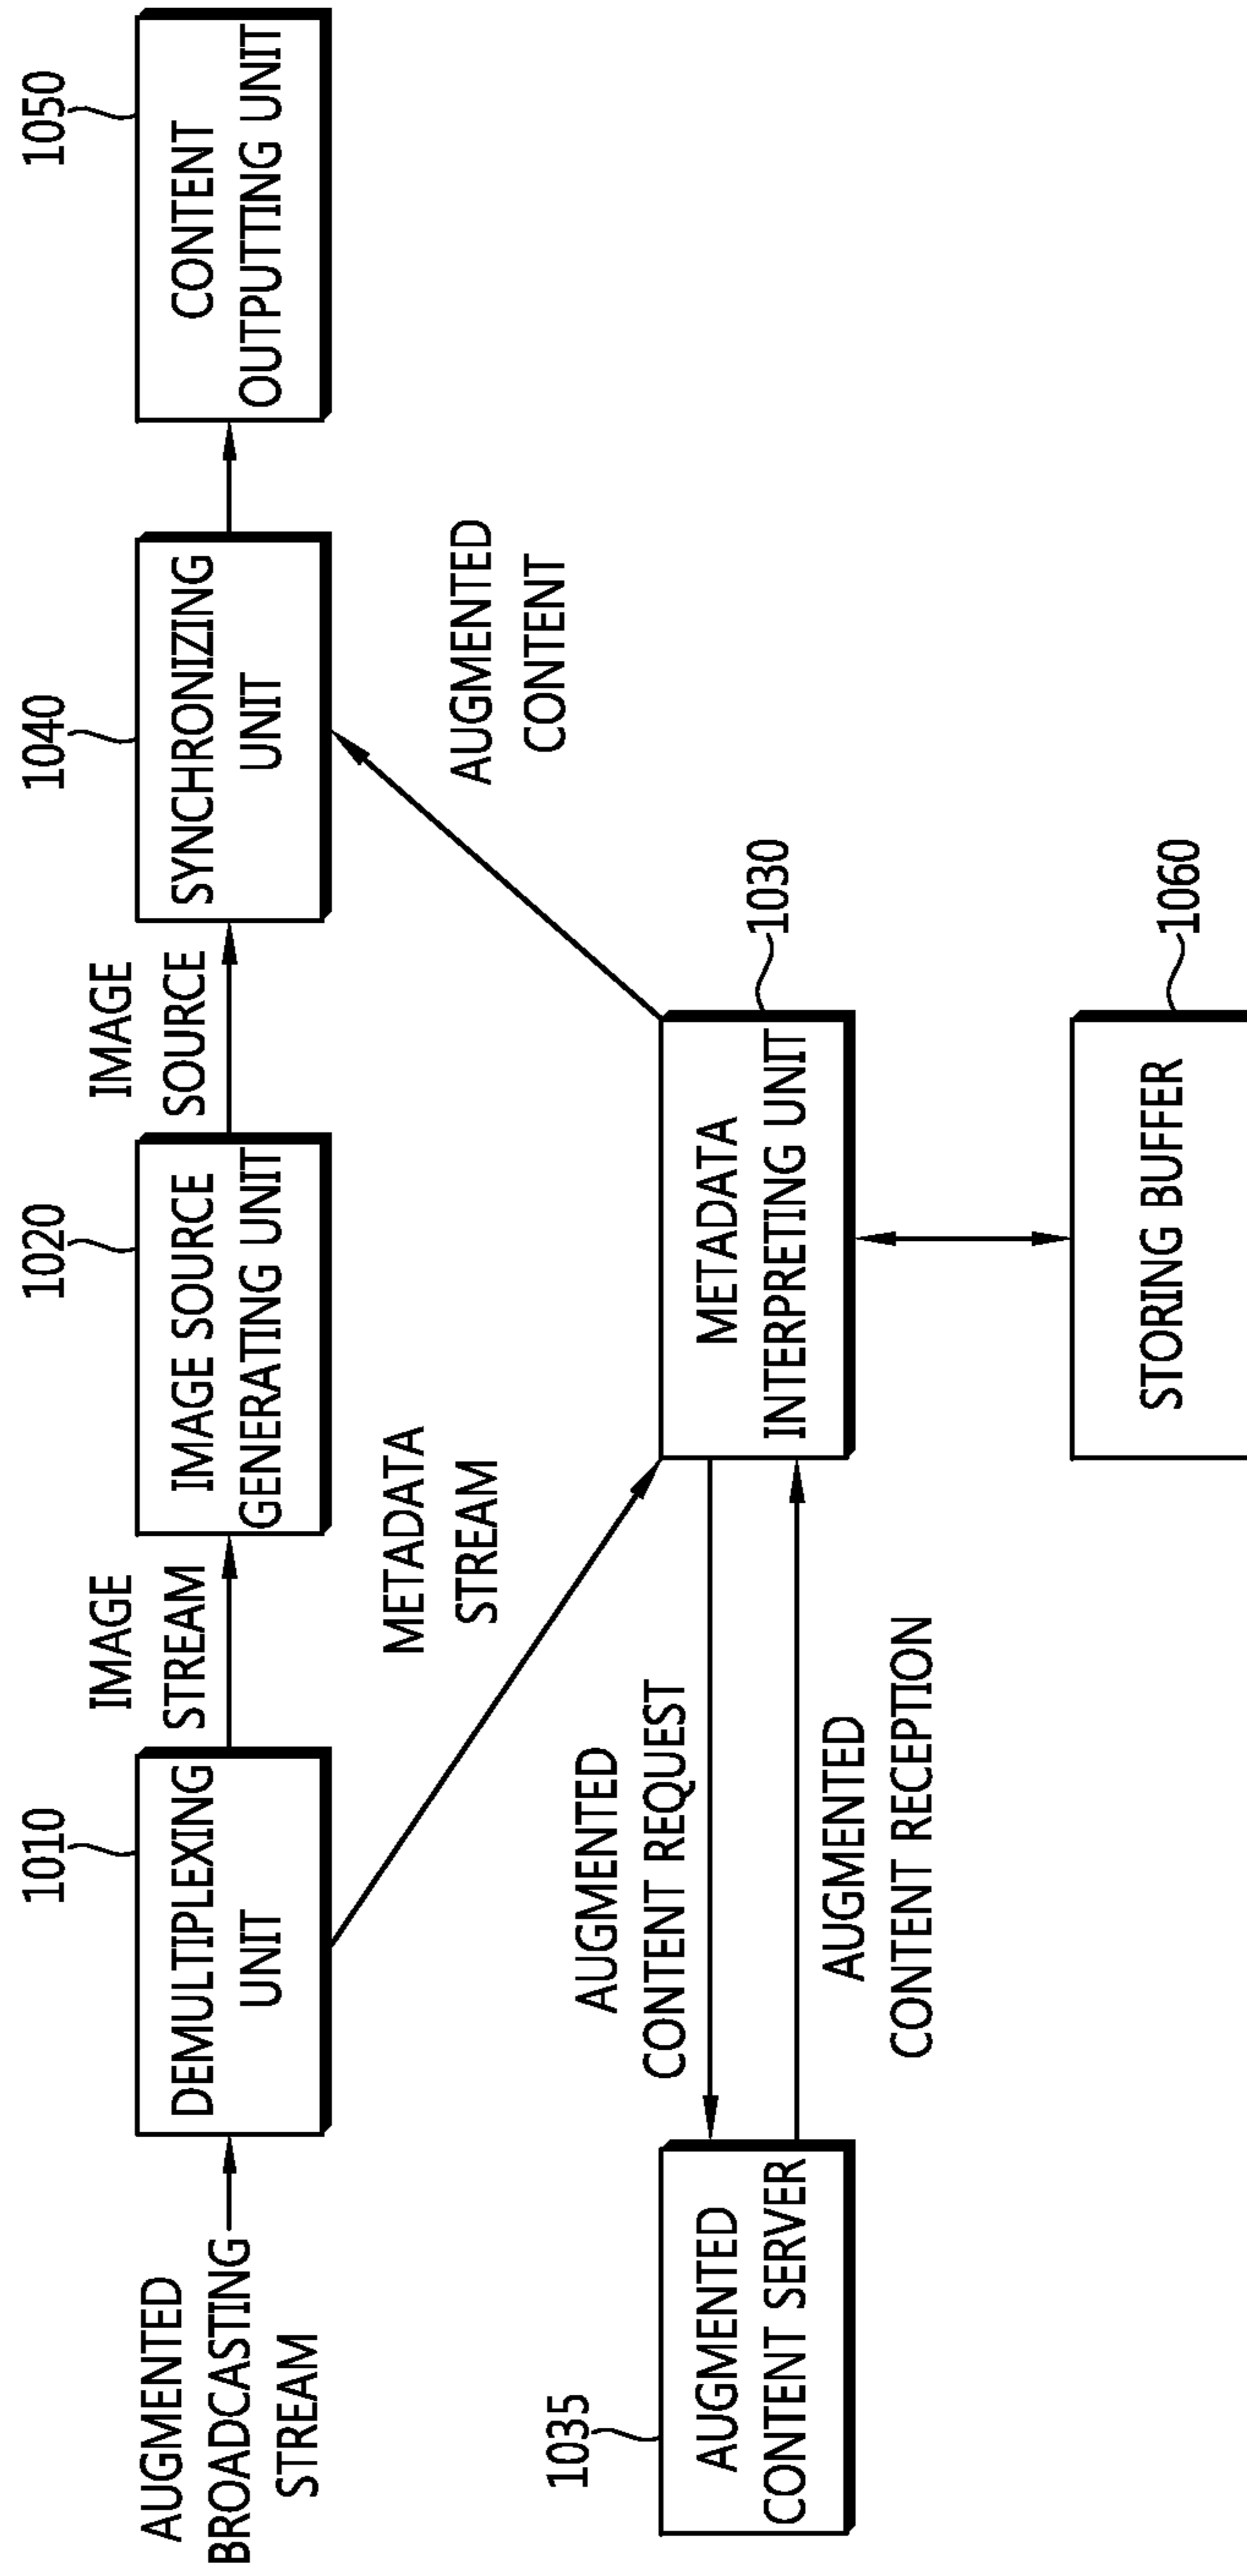 AUGMENTED
BROADCASTING
STREAM
1010
DEMULTIPLEXING
UNIT
IMAGE
STREAM
1020
IMAGE SOURCE
GENERATING UNIT
IMAGE
SOURCE
1040
SYNCHRONIZING
UNIT
1050
CONTENT
OUTPUTTING UNIT
METADATA
STREAM
AUGMENTED
CONTENT
1035
AUGMENTED
CONTENT SERVER
AUGMENTED
CONTENT REQUEST
AUGMENTED
CONTENT RECEPTION
METADATA
INTERPRETING UNIT
1030
STORING BUFFER
1060